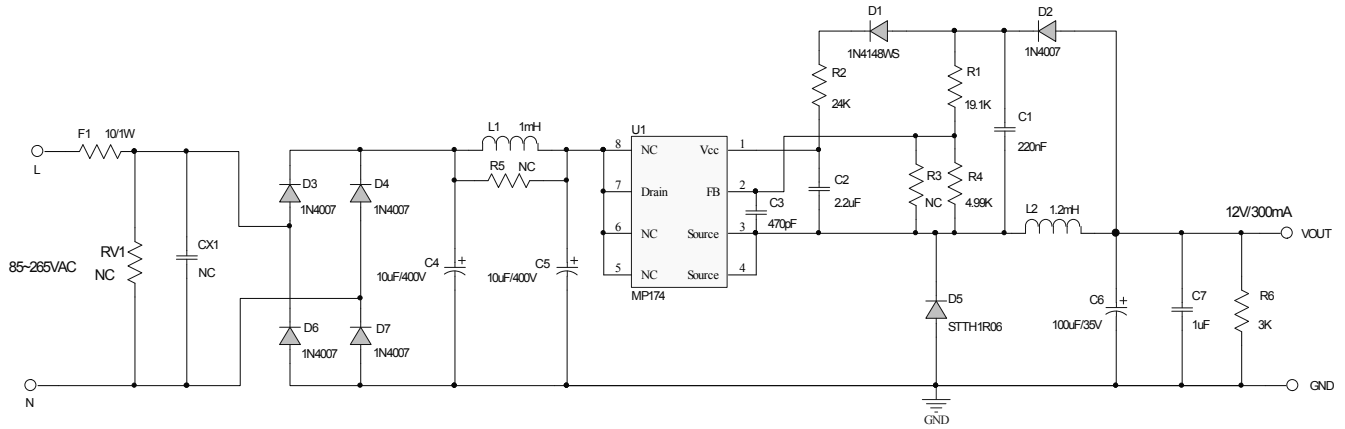 D1
1N4148WS
D2
1N4007
R2
24K
R1
19.1K
C1
220nF
F1 10/1W
L
L1 1mH
R5 NC
U1
8 NC
7 Drain
6 NC
5 NC
Vcc 1
FB 2
Source 3
Source 4
MP174
C2
2.2uF
C3
470pF
R3
NC
R4
4.99K
L2 1.2mH
12V/300mA
VOUT
D3
1N4007
D4
1N4007
85~265VAC
RV1
NC
CX1
NC
C4
10uF/400V
C5
10uF/400V
D5
STTH1R06
C6
100uF/35V
C7
1uF
R6
3K
D6
1N4007
D7
1N4007
N
GND
GND